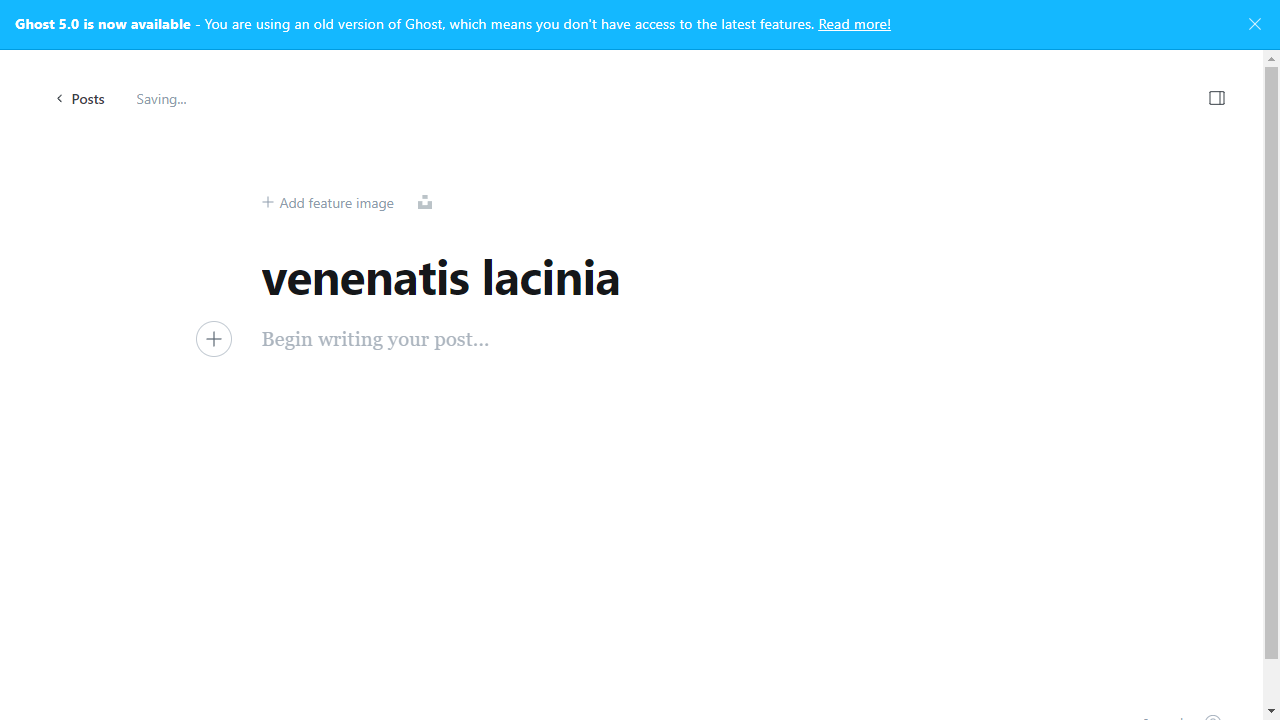 Ghost 5.0 is now available - You are using an old version of Ghost, which means you don't have access to the latest features. Read more!
Posts
Saving...
Add feature image
venenatis lacinia
Begin writing your post...